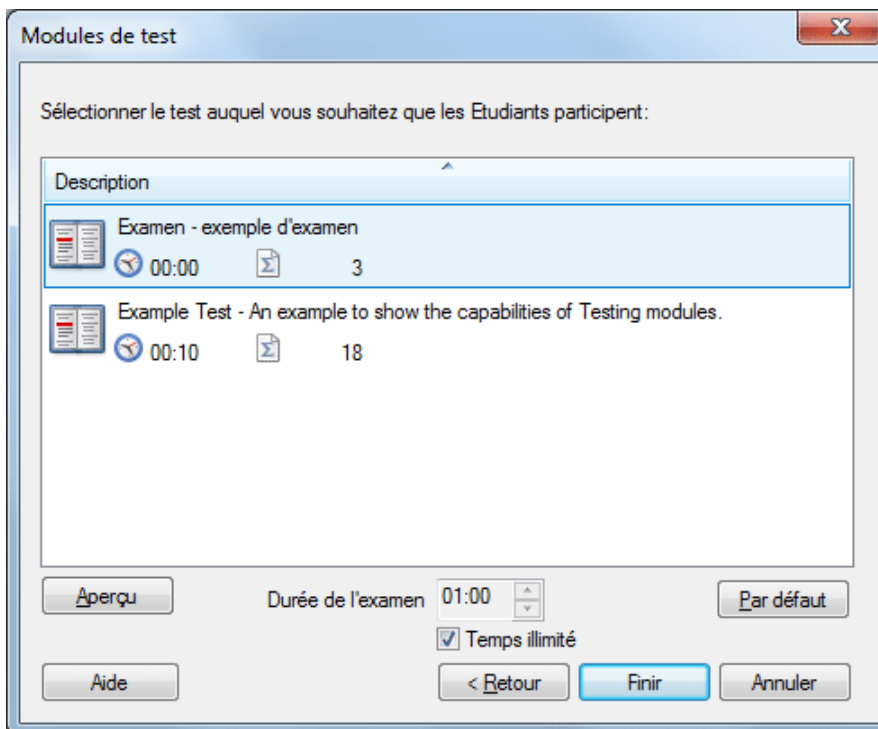 Modules de test
Sélectionner le test auquel vous souhaitez que les Etudiants participent:
Description
Examen - exemple d'examen
00:00 Σ 3
Example Test - An example to show the capabilities of Testing modules.
00:10 Σ 18
Aperçu Durée de l'examen 01:00 Par défaut
Temps illimité
Aide < Retour Finir Annuler